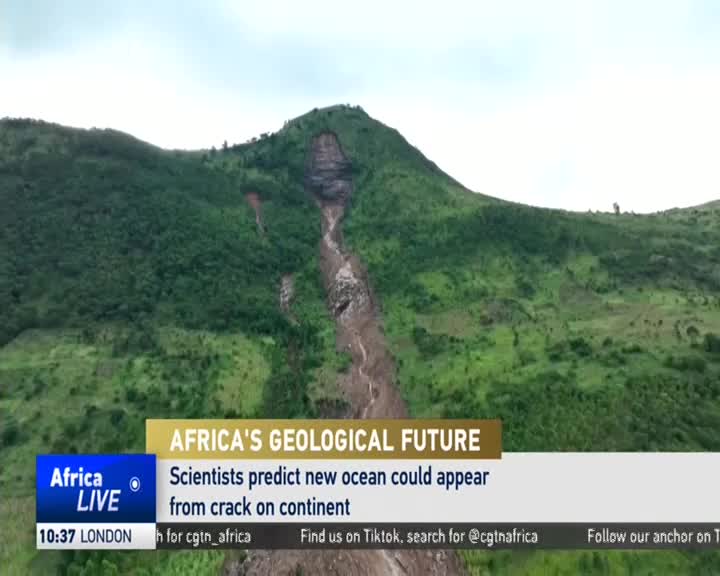 AFRICA'S GEOLOGICAL FUTURE
Africa
LIVE
Scientists predict new ocean could appear
from crack on continent
10:37 LONDON
h for cgtn_africa Find us on Tiktok, search for @cgtnafrica Follow our anchor on T